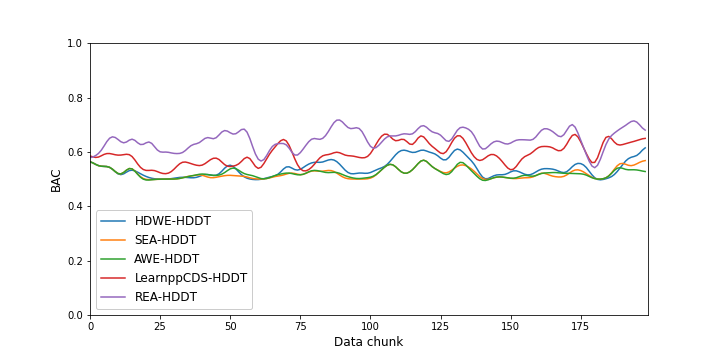 1.0
0.8
0.6
0.4
0.2
0.0
BAC
HDWE-HDDT
SEA-HDDT
AWE-HDDT
LearnppCDS-HDDT
REA-HDDT
0 25 50 75 100 125 150 175
Data chunk